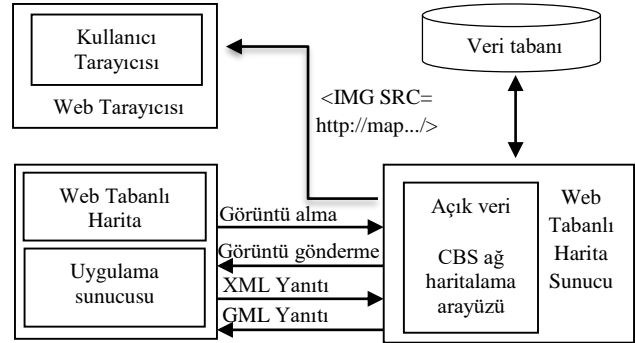 Kullanıcı
Tarayıcısı
Web Tarayıcısı
Veri tabanı
<IMG SRC=
http://map.../>
Web Tabanlı
Harita
Uygulama
sunucusu
Görüntü alma
Görüntü gönderme
XML Yanıtı
GML Yanıtı
Açık veri
CBS ağ
haritalama
arayüzü
Web
Tabanlı
Harita
Sunucu